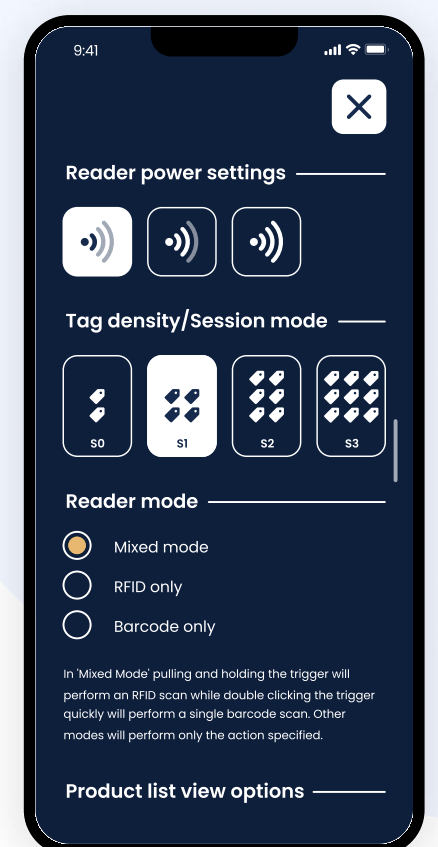 9:41
Reader power settings
Tag density/Session mode
S0 S1 S2 S3
Reader mode
Mixed mode
RFID only
Barcode only
In 'Mixed Mode' pulling and holding the trigger will
perform an RFID scan while double clicking the trigger
quickly will perform a single barcode scan. Other
modes will perform only the action specified.
Product list view options